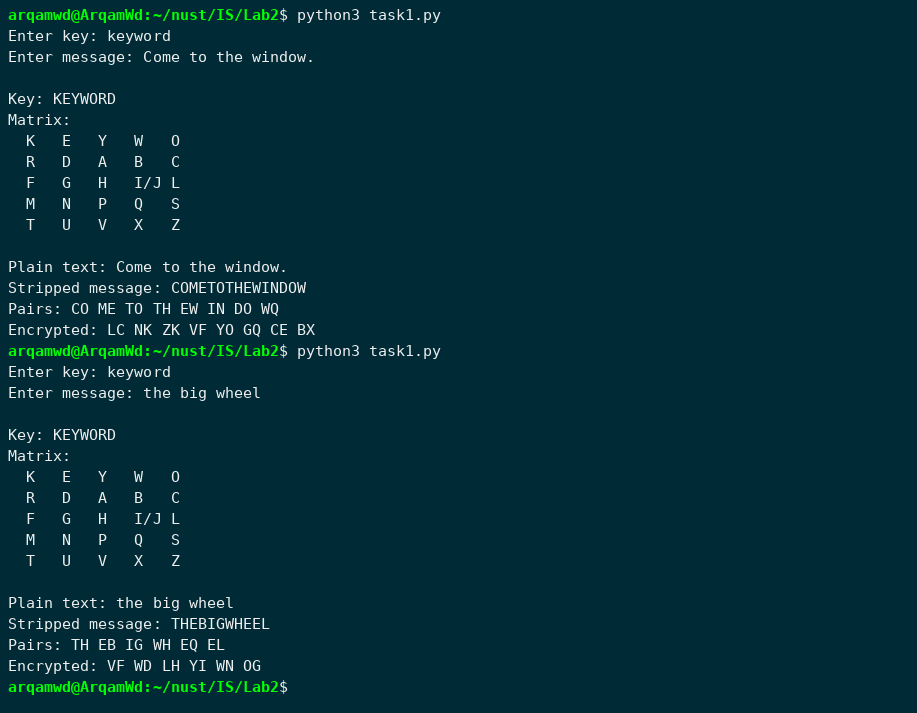 arqamwd@ArqamWd:~/nust/IS/Lab2$ python3 task1.py
Enter key: keyword
Enter message: Come to the window.

Key: KEYWORD
Matrix:
  K   E   Y   W   O
  R   D   A   B   C
  F   G   H   I/J L
  M   N   P   Q   S
  T   U   V   X   Z

Plain text: Come to the window.
Stripped message: COMETOTHEWINDOW
Pairs: CO ME TO TH EW IN DO WQ
Encrypted: LC NK ZK VF YO GQ CE BX
arqamwd@ArqamWd:~/nust/IS/Lab2$ python3 task1.py
Enter key: keyword
Enter message: the big wheel

Key: KEYWORD
Matrix:
  K   E   Y   W   O
  R   D   A   B   C
  F   G   H   I/J L
  M   N   P   Q   S
  T   U   V   X   Z

Plain text: the big wheel
Stripped message: THEBIGWHEEL
Pairs: TH EB IG WH EQ EL
Encrypted: VF WD LH YI WN OG
arqamwd@ArqamWd:~/nust/IS/Lab2$